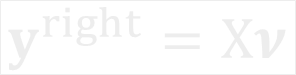 y^right = Xν